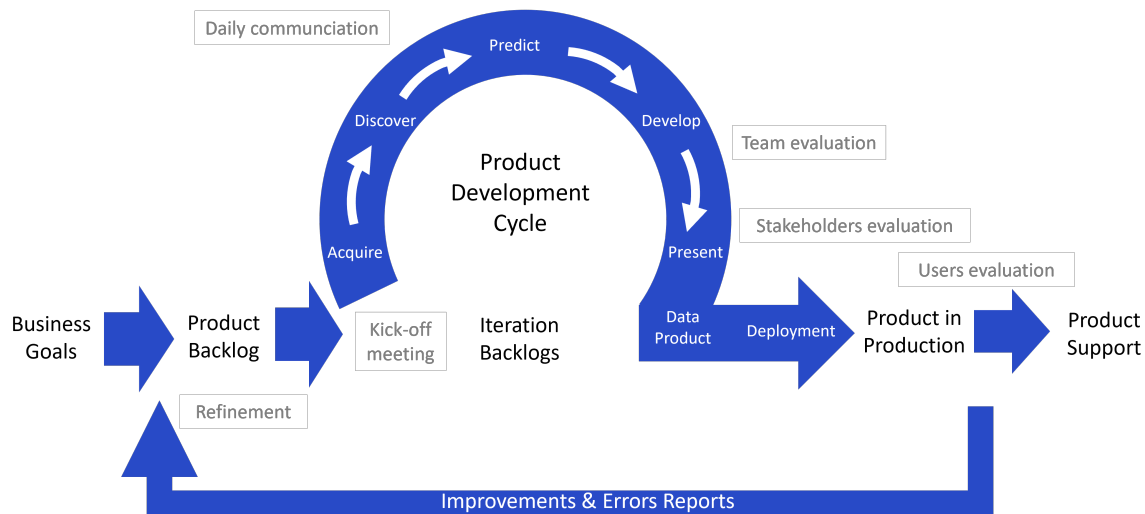 Daily communciation
Predict
Discover
Develop
Team evaluation
Product
Development
Cycle
Stakeholders evaluation
Acquire
Present
Users evaluation
Business
Goals
Product
Backlog
Kick-off
meeting
Iteration
Backlogs
Data
Product
Deployment
Product in
Production
Product
Support
Refinement
Improvements & Errors Reports